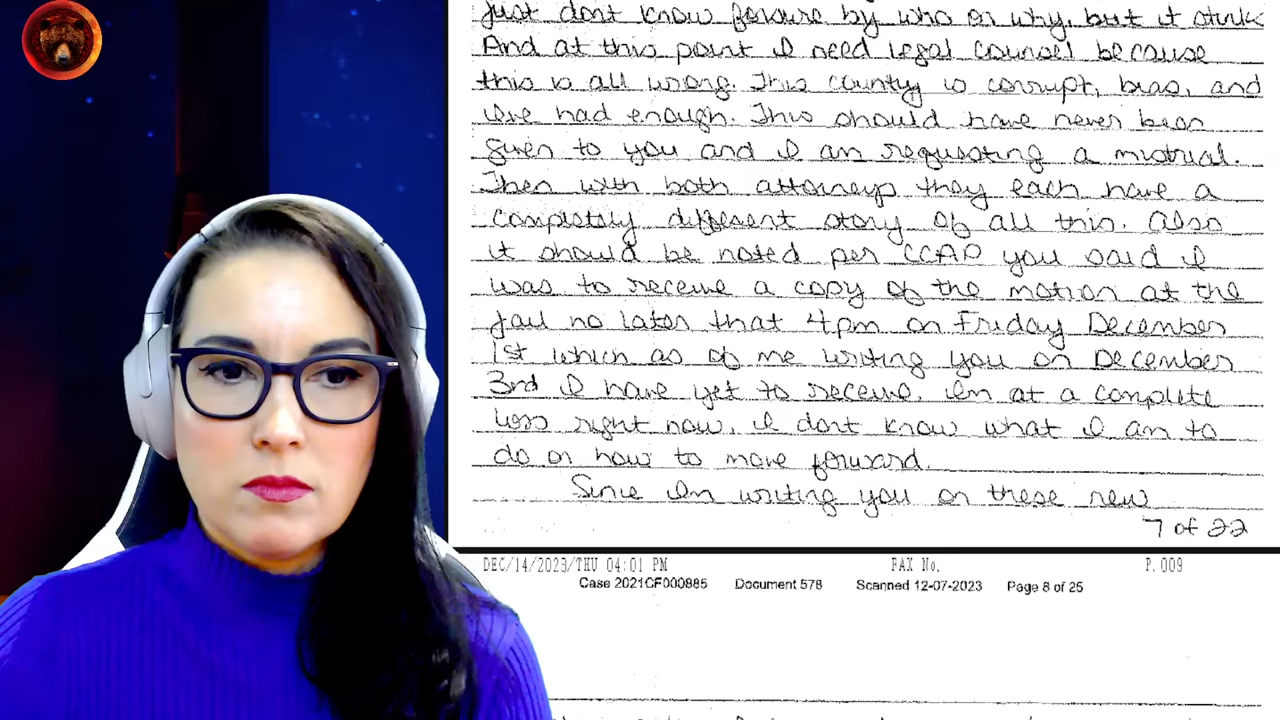 just dont know forsure by who or why, but it stinks
And at this point I need legal counsel because
this is all wrong. This county is corrupt, bias, and
Ive had enough. This should have never been
given to you and I am requesting a mistrial.
Then with both attorneys they each have a
completely different story of all this. Also
it should be noted per CCAP you said I
was to receive a copy of the motion at the
jail no later that 4pm on Friday December
1st which as of me writing you on December
3rd I have yet to receive. Im at a complete
loss right now. I dont know what I am to
do or how to move forward.
Since Im writing you on these new
7 of 22
DEC/14/2023/THU 04:01 PM FAX No. P.009
Case 2021CF000885 Document 578 Scanned 12-07-2023 Page 8 of 25